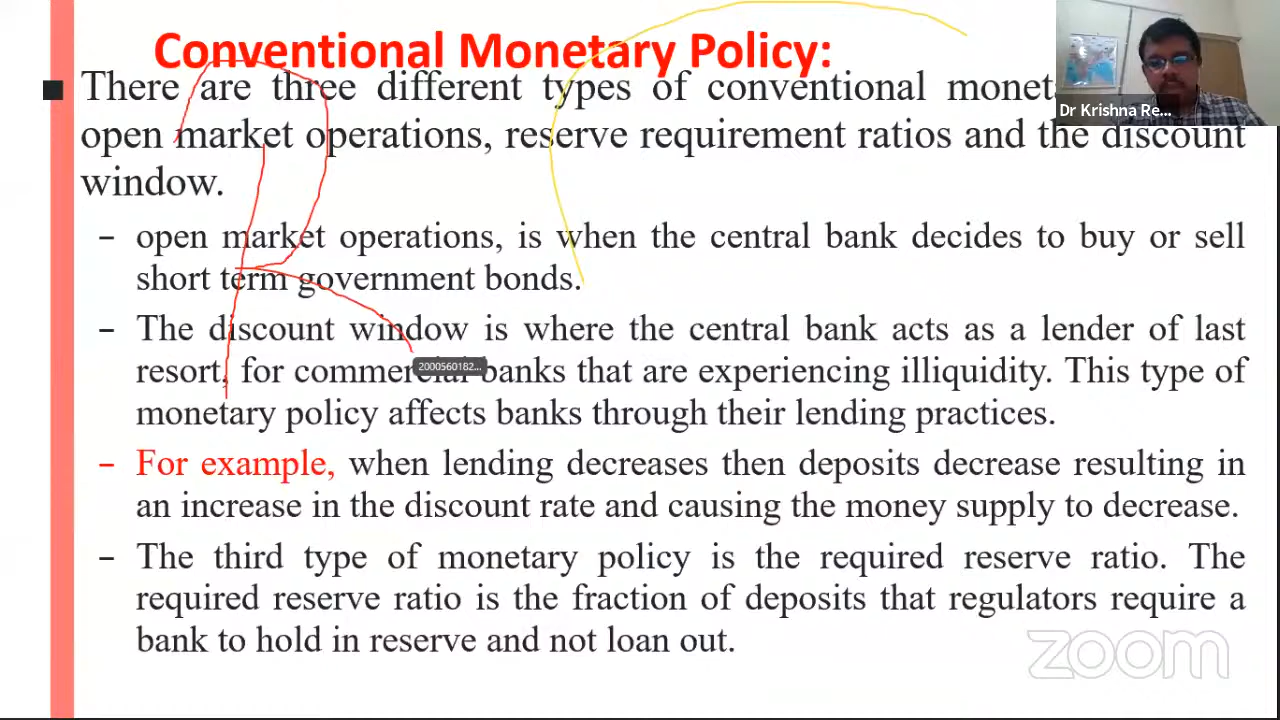 Conventional Monetary Policy:
■ There are three different types of conventional
open market operations, reserve requirement ratios and the discount
window.
– open market operations, is when the central bank decides to buy or sell
short term government bonds.
– The discount window is where the central bank acts as a lender of last
resort, for commercial banks that are experiencing illiquidity. This type of
monetary policy affects banks through their lending practices.
– For example, when lending decreases then deposits decrease resulting in
an increase in the discount rate and causing the money supply to decrease.
– The third type of monetary policy is the required reserve ratio. The
required reserve ratio is the fraction of deposits that regulators require a
bank to hold in reserve and not loan out.
Dr Krishna Re...
2000560182...
R
zoom